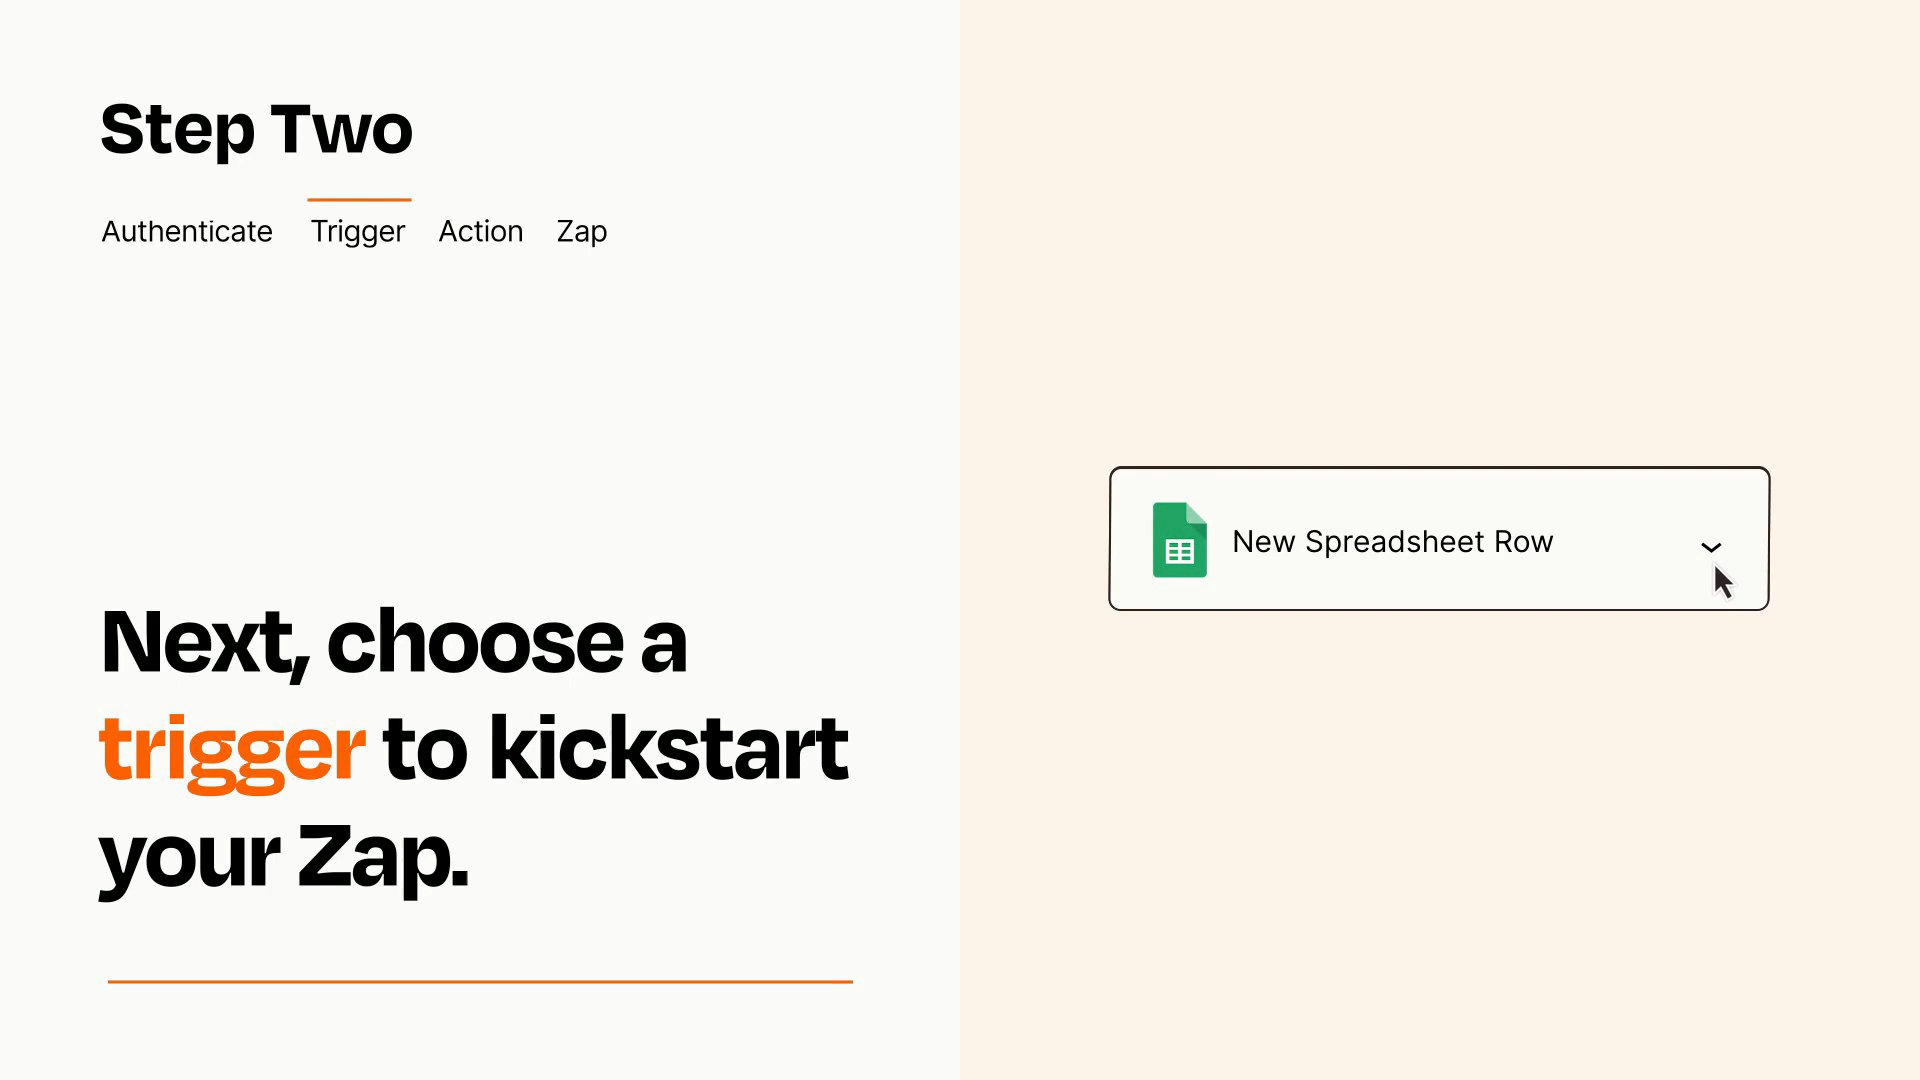 Step Two
Authenticate Trigger Action Zap
Next, choose a
trigger to kickstart
your Zap.
New Spreadsheet Row